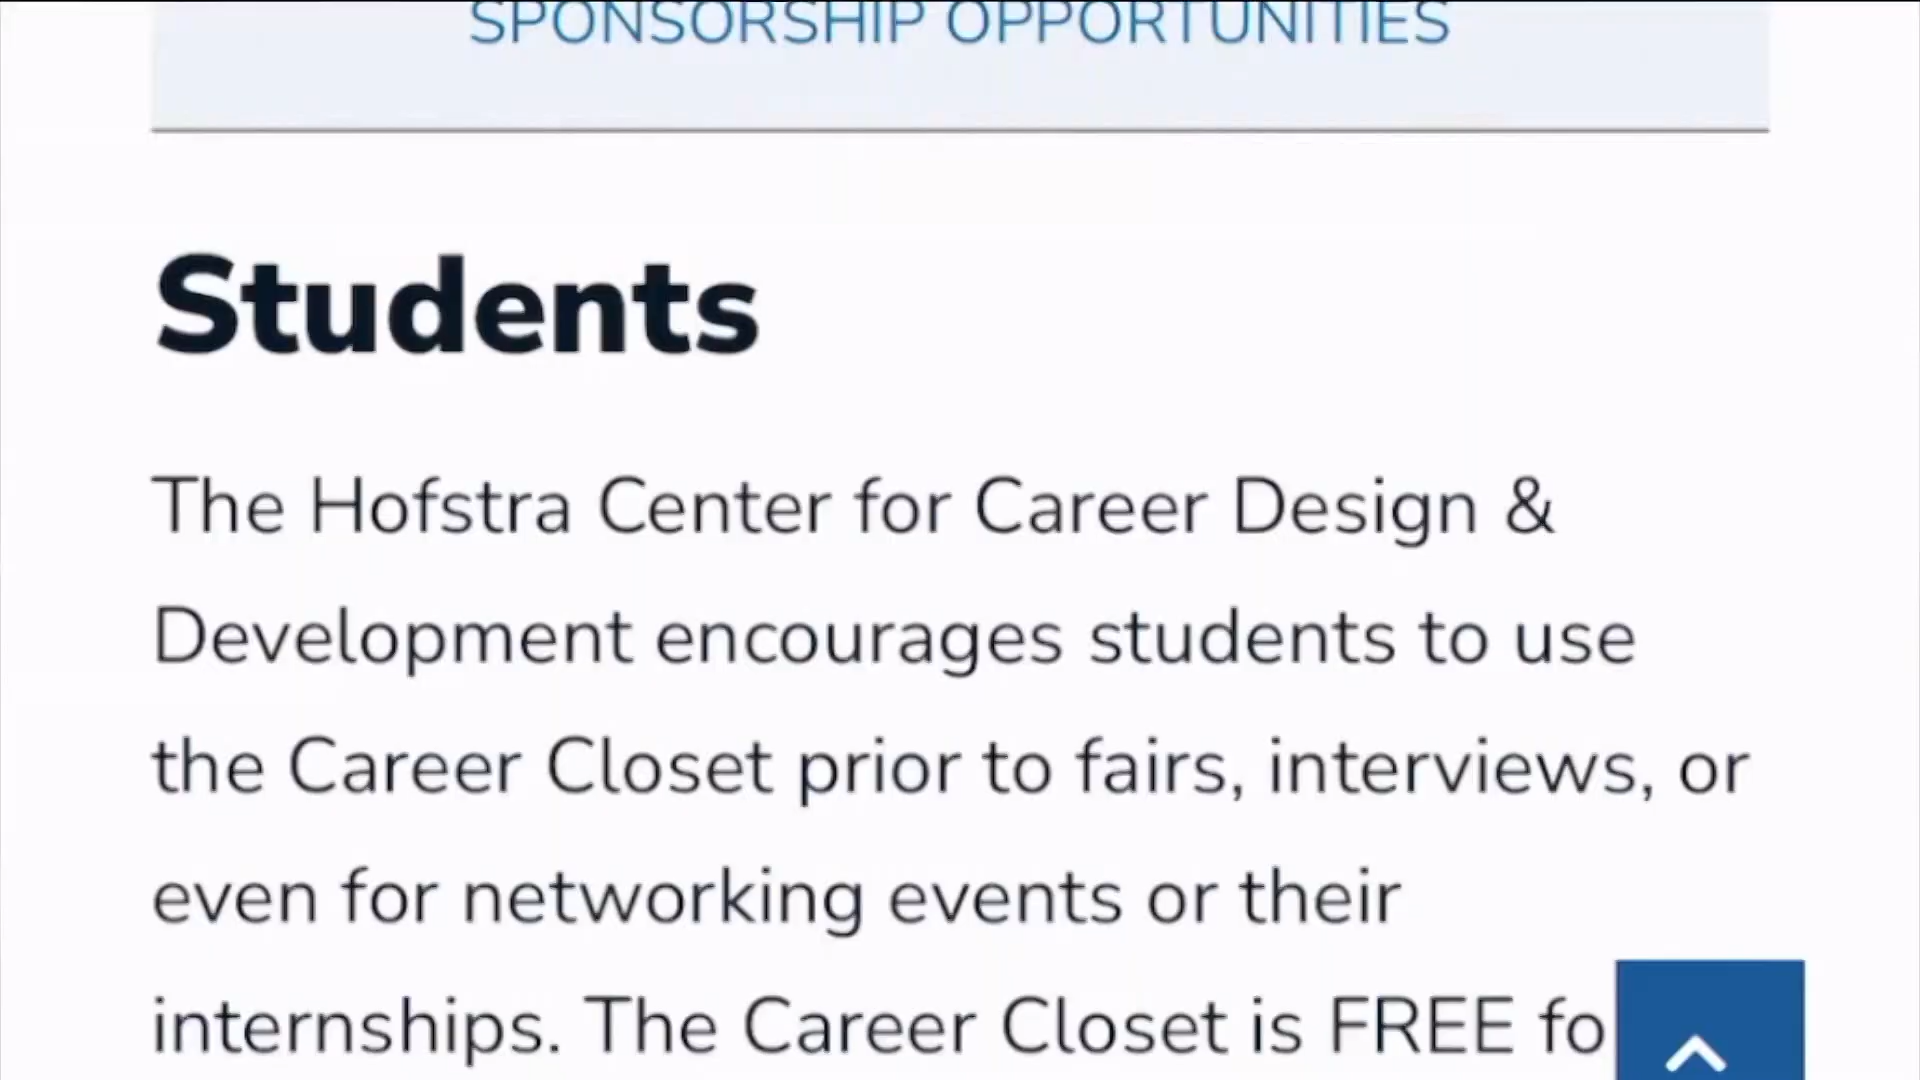 SPONSORSHIP OPPORTUNITIES
Students
The Hofstra Center for Career Design &
Development encourages students to use
the Career Closet prior to fairs, interviews, or
even for networking events or their
internships. The Career Closet is FREE fo